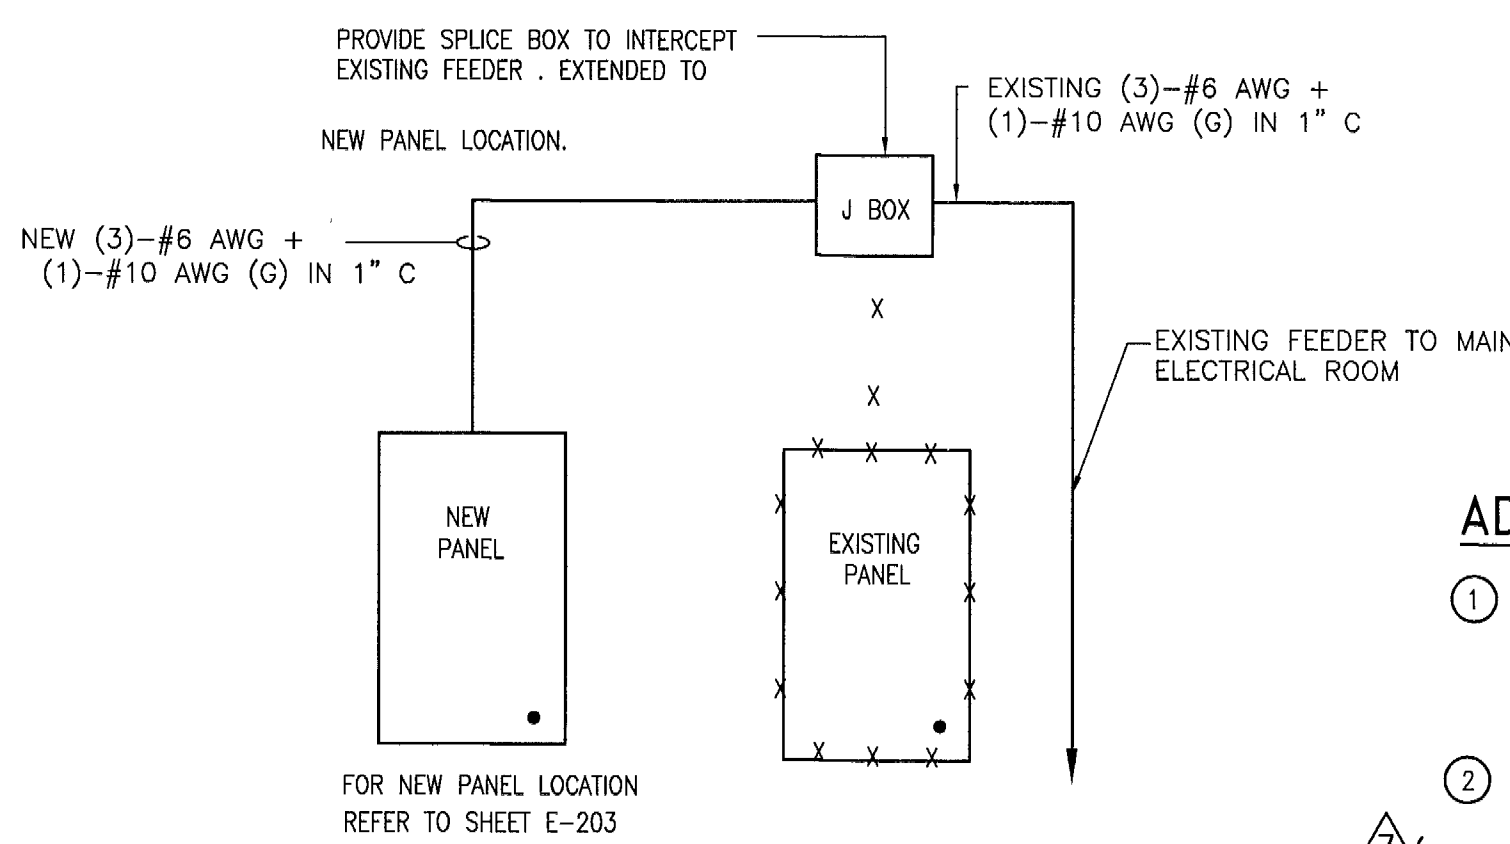 PROVIDE SPLICE BOX TO INTERCEPT
EXISTING FEEDER . EXTENDED TO
NEW PANEL LOCATION.
EXISTING (3)-#6 AWG +
(1)-#10 AWG (G) IN 1" C
J BOX
NEW (3)-#6 AWG +
(1)-#10 AWG (G) IN 1" C
X
X
EXISTING FEEDER TO MAIN
ELECTRICAL ROOM
NEW
PANEL
EXISTING
PANEL
AD
1
2
7
FOR NEW PANEL LOCATION
REFER TO SHEET E-203